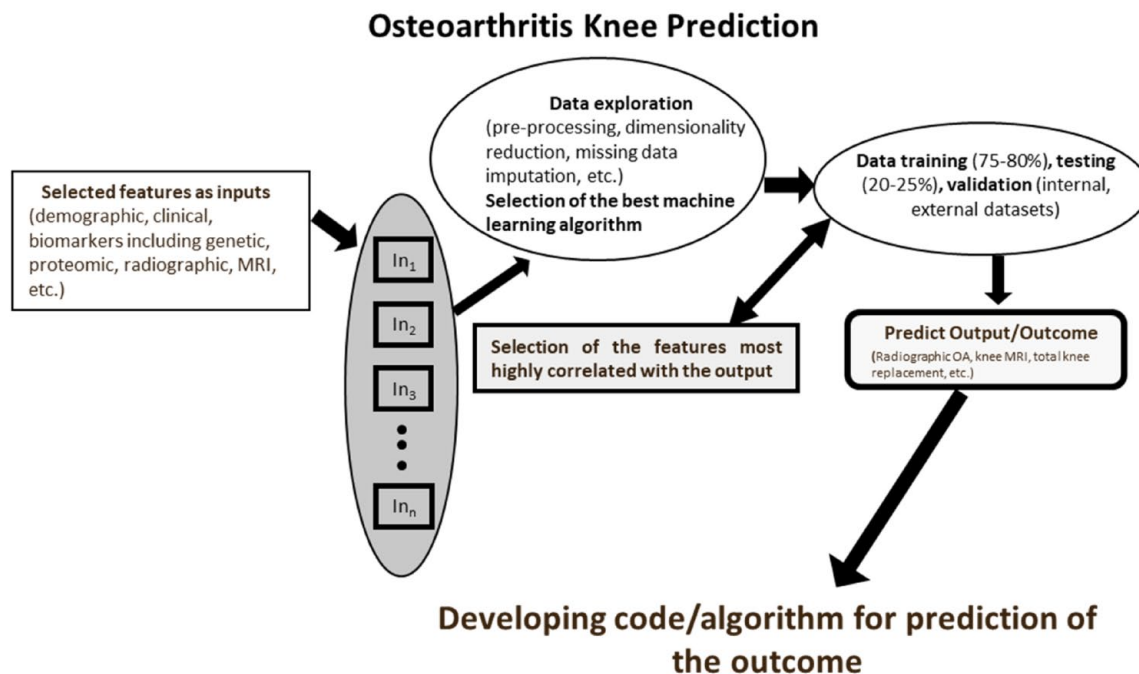 Osteoarthritis Knee Prediction
Selected features as inputs
(demographic, clinical,
biomarkers including genetic,
proteomic, radiographic, MRI,
etc.)
In₁
In₂
In₃
Inₙ
Data exploration
(pre-processing, dimensionality
reduction, missing data
imputation, etc.)
Selection of the best machine
learning algorithm
Selection of the features most
highly correlated with the output
Data training (75-80%), testing
(20-25%), validation (internal,
external datasets)
Predict Output/Outcome
(Radiographic OA, knee MRI, total knee
replacement, etc.)
Developing code/algorithm for prediction of
the outcome